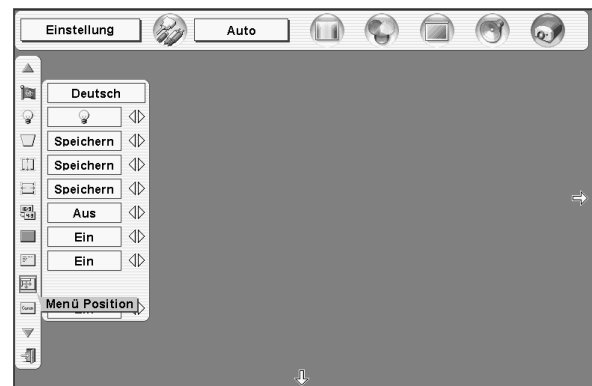 Einstellung
Auto
Deutsch
Speichern
Speichern
Speichern
Aus
Ein
Ein
Menü Position